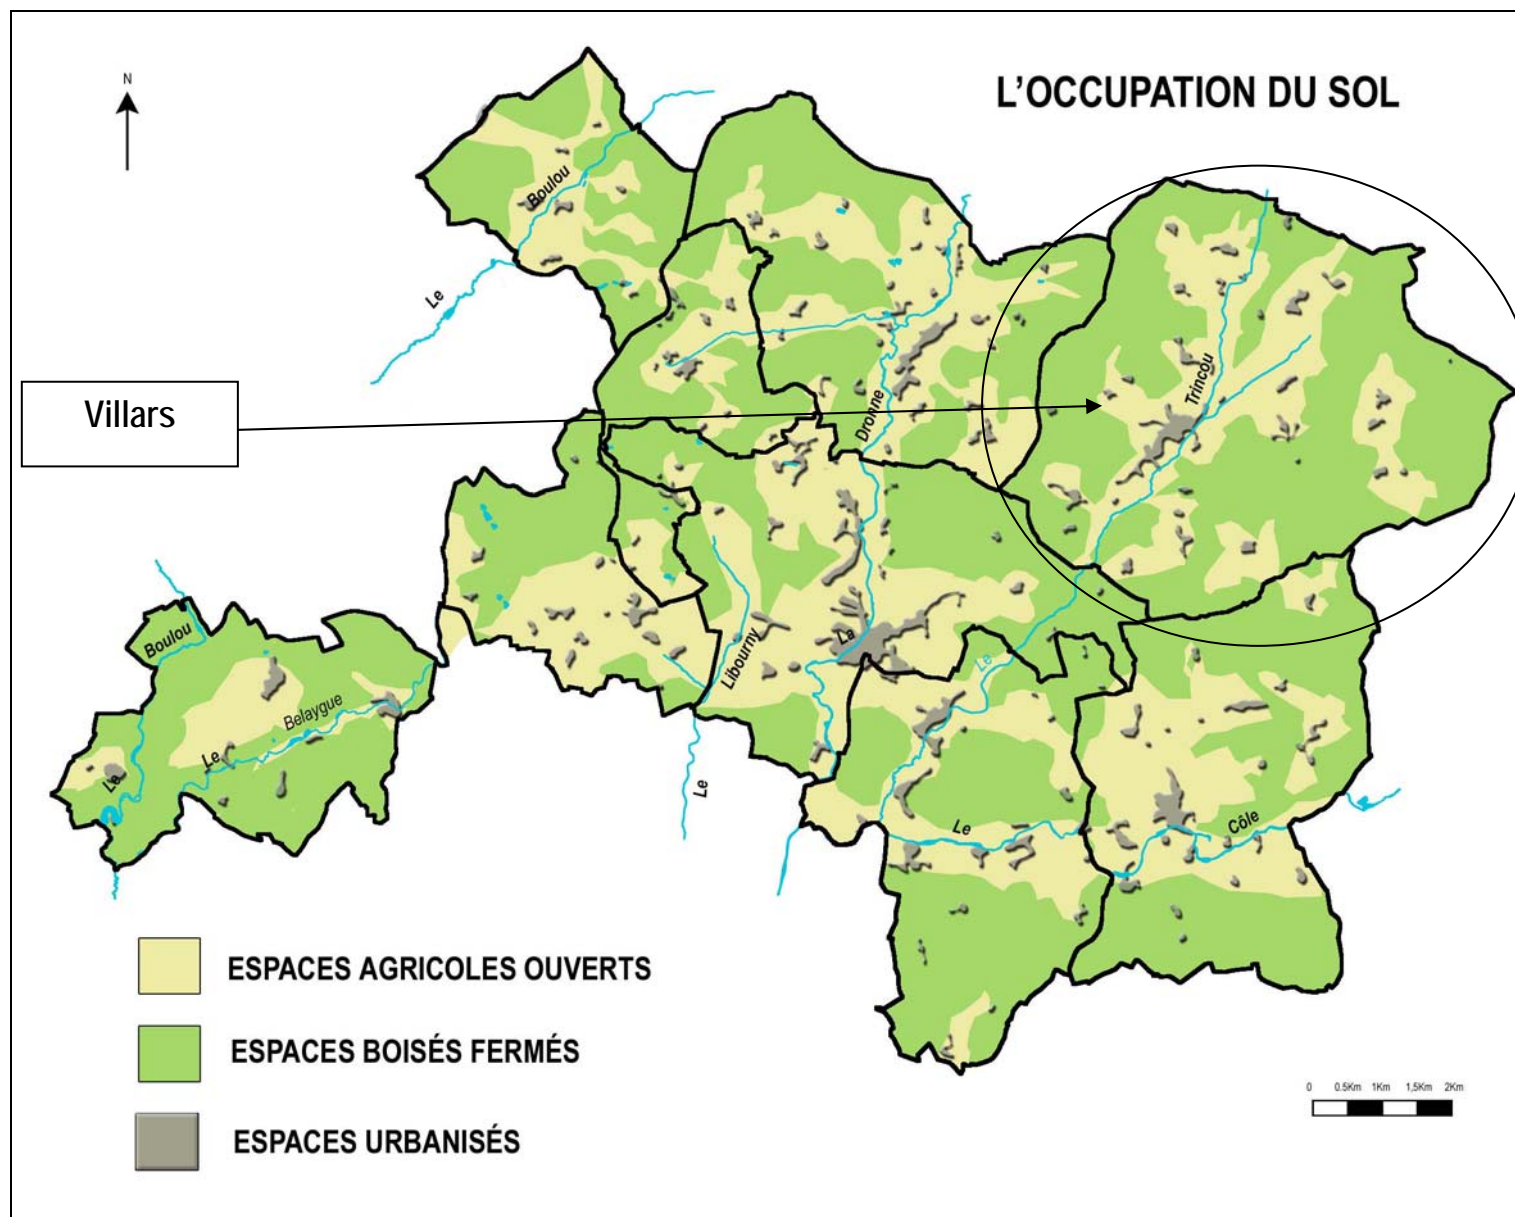 N
L'OCCUPATION DU SOL
Boulou
Le
Villars
Trincou
Dronne
La
Le
Libourny
Boulou
Belaygue
Le
Le
Le
Le
Côle
ESPACES AGRICOLES OUVERTS
ESPACES BOISÉS FERMÉS
0 0.5Km 1Km 1,5Km 2Km
ESPACES URBANISÉS